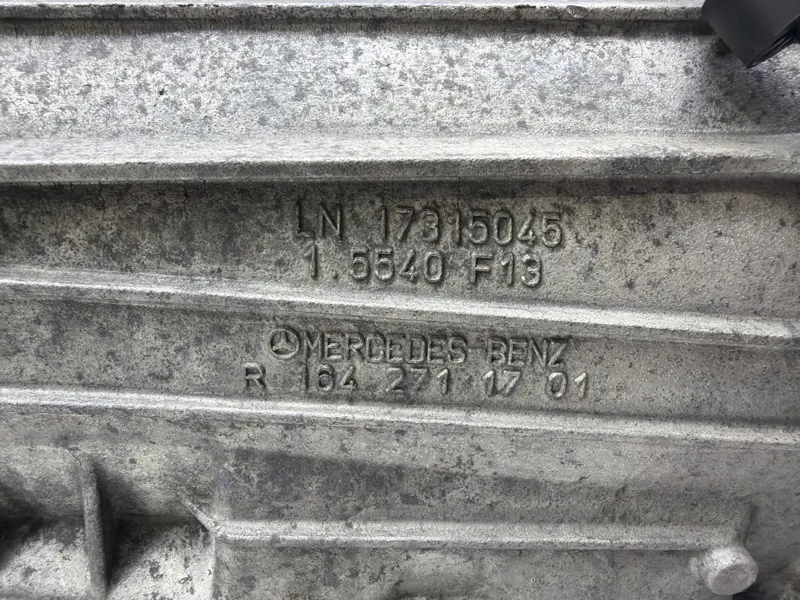 LN 17315045
1.5540 F13
MERCEDES-BENZ
R 164 271 17 01